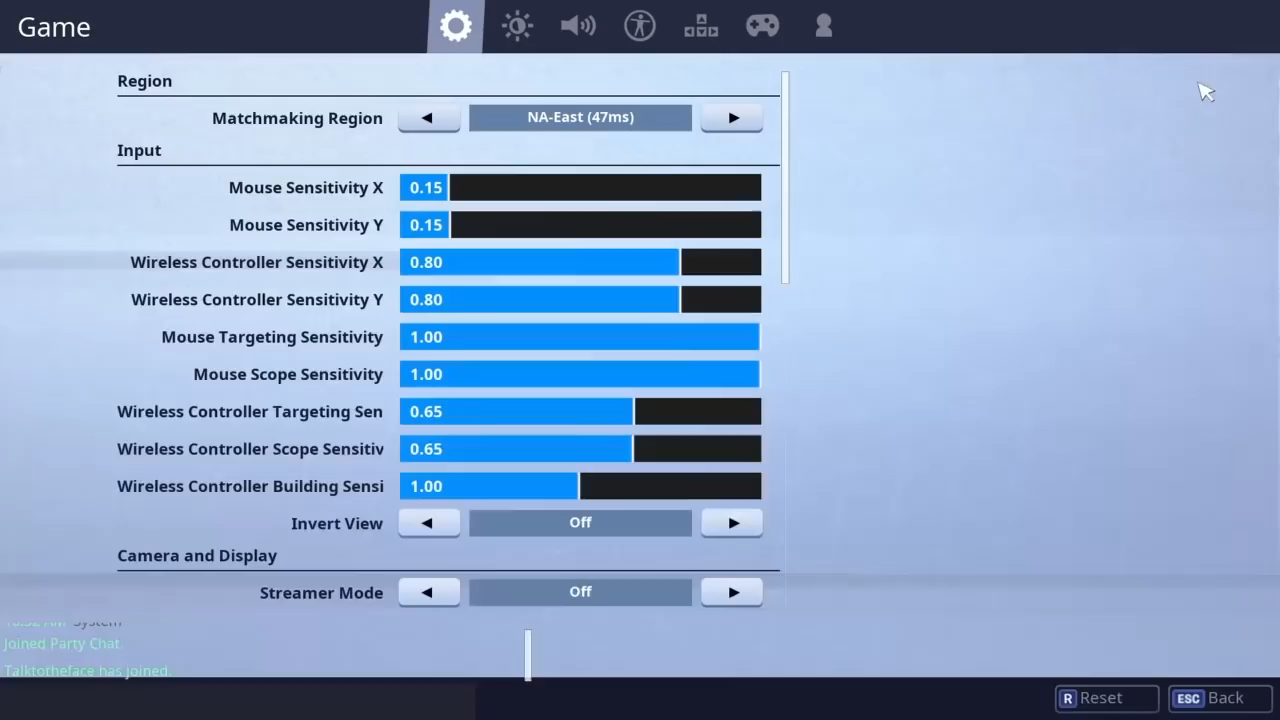 Game
Region
Matchmaking Region NA-East (47ms)
Input
Mouse Sensitivity X 0.15
Mouse Sensitivity Y 0.15
Wireless Controller Sensitivity X 0.80
Wireless Controller Sensitivity Y 0.80
Mouse Targeting Sensitivity 1.00
Mouse Scope Sensitivity 1.00
Wireless Controller Targeting Sen 0.65
Wireless Controller Scope Sensitiv 0.65
Wireless Controller Building Sensi 1.00
Invert View Off
Camera and Display
Streamer Mode Off
System
Joined Party Chat.
Talktotheface has joined.
R Reset ESC Back